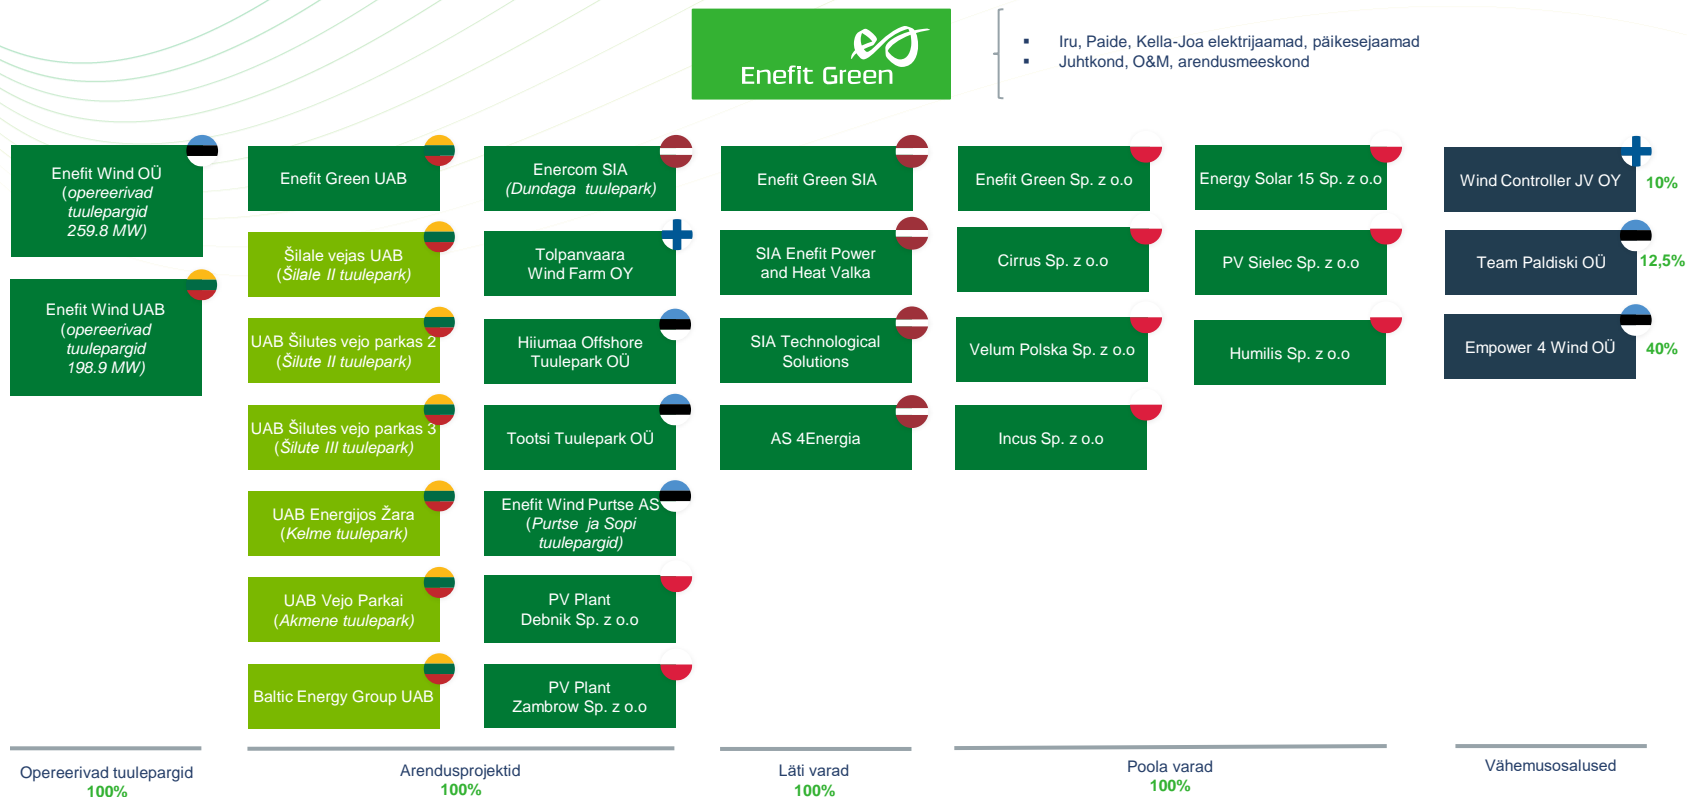 Enefit Green
▪ Iru, Paide, Kella-Joa elektrijaamad, päikesejaamad
▪ Juhtkond, O&M, arendusmeeskond
Enefit Wind OÜ
(opereerivad
tuulepargid
259.8 MW)
Enefit Wind UAB
(opereerivad
tuulepargid
198.9 MW)
Opereerivad tuulepargid
100%
Enefit Green UAB
Šilale vejas UAB
(Šilale II tuulepark)
UAB Šilutes vejo parkas 2
(Šilute II tuulepark)
UAB Šilutes vejo parkas 3
(Šilute III tuulepark)
UAB Energijos Žara
(Kelme tuulepark)
UAB Vejo Parkai
(Akmene tuulepark)
Baltic Energy Group UAB
Enercom SIA
(Dundaga tuulepark)
Tolpanvaara
Wind Farm OY
Hiiumaa Offshore
Tuulepark OÜ
Tootsi Tuulepark OÜ
Enefit Wind Purtse AS
(Purtse ja Sopi
tuulepargid)
PV Plant
Debnik Sp. z o.o
PV Plant
Zambrow Sp. z o.o
Arendusprojektid
100%
Enefit Green SIA
SIA Enefit Power
and Heat Valka
SIA Technological
Solutions
AS 4Energia
Läti varad
100%
Enefit Green Sp. z o.o
Cirrus Sp. z o.o
Velum Polska Sp. z o.o
Incus Sp. z o.o
Energy Solar 15 Sp. z o.o
PV Sielec Sp. z o.o
Humilis Sp. z o.o
Poola varad
100%
Wind Controller JV OY
10%
Team Paldiski OÜ
12,5%
Empower 4 Wind OÜ
40%
Vähemusosalused